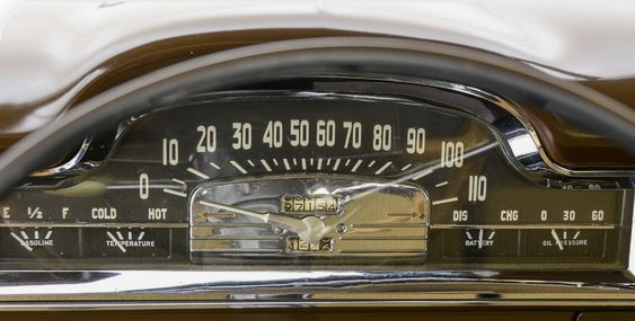 0 10 20 30 40 50 60 70 80 90 100 110
E ½ F COLD HOT DIS CHG 0 30 60
GASOLINE TEMPERATURE BATTERY OIL PRESSURE